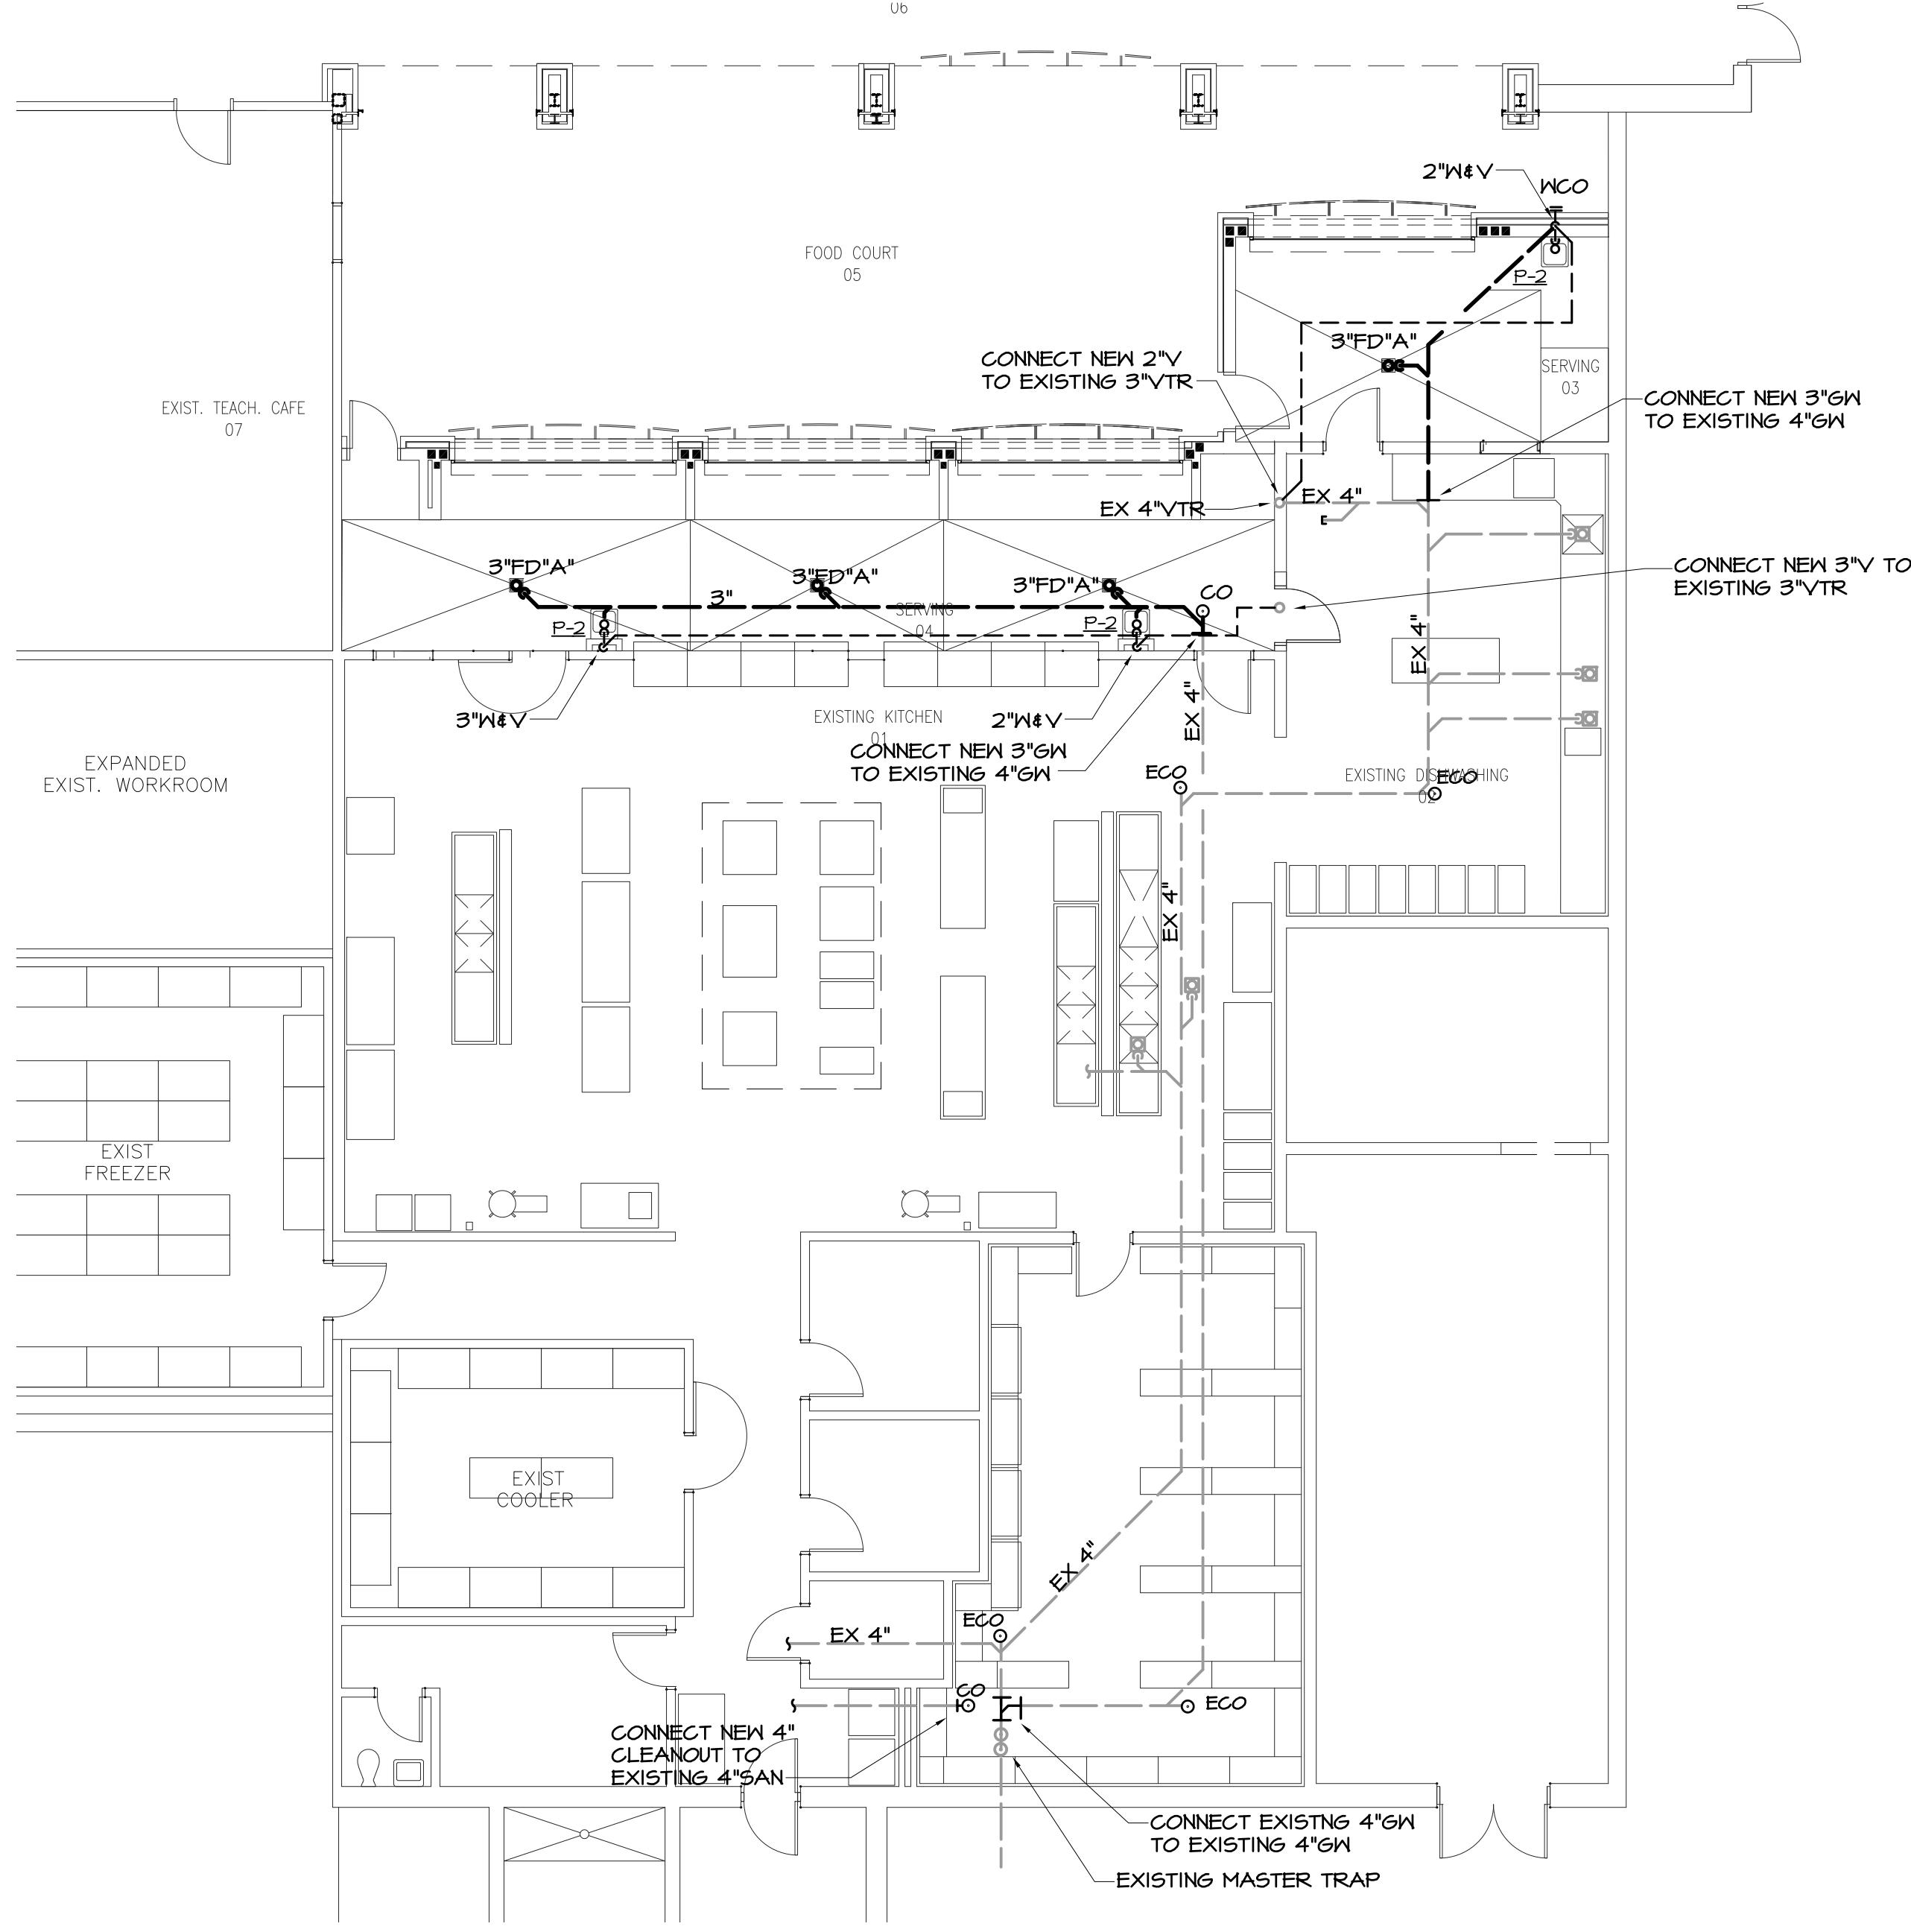 06
2"W&V
WCO
FOOD COURT
05
P-2
3"FD"A"
CONNECT NEW 2"V
TO EXISTING 3"VTR
SERVING
03
CONNECT NEW 3"GW
TO EXISTING 4"GW
EXIST. TEACH. CAFE
07
EX 4"
EX 4"VTR
3"FD"A"
3"FD"A"
3"FD"A"
CONNECT NEW 3"V TO
EXISTING 3"VTR
3"
CO
SERVING
04
P-2
P-2
EX 4"
EX 4"
3"W&V
2"W&V
EXISTING KITCHEN
01
CONNECT NEW 3"GW
TO EXISTING 4"GW
EXPANDED
EXIST. WORKROOM
ECO
EXISTING DISHWASHING
02
ECO
EX 4"
EXIST
FREEZER
EXIST
COOLER
EX 4"
ECO
EX 4"
CO
ECO
CONNECT NEW 4"
CLEANOUT TO
EXISTING 4"SAN
CONNECT EXISTNG 4"GW
TO EXISTING 4"GW
EXISTING MASTER TRAP